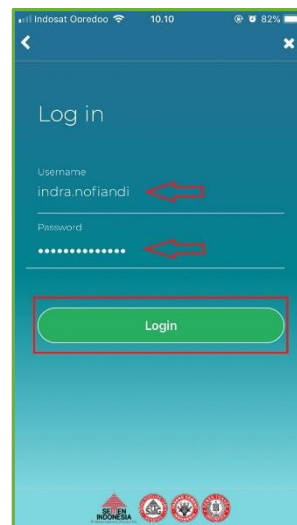 Indosat Ooredoo 10.10 82%
Log in
Username
indra.nofiandi
Password
••••••••••••••
Login
SEMEN
INDONESIA